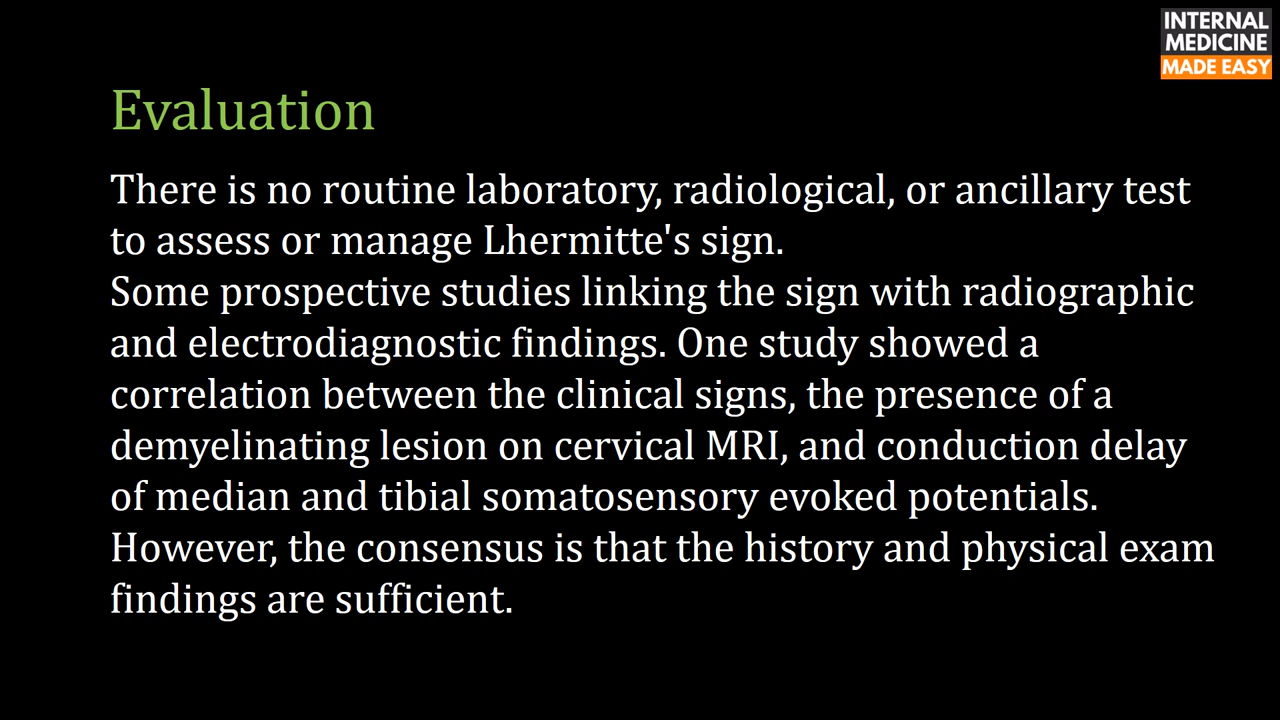 INTERNAL
MEDICINE
MADE EASY
Evaluation
There is no routine laboratory, radiological, or ancillary test
to assess or manage Lhermitte's sign.
Some prospective studies linking the sign with radiographic
and electrodiagnostic findings. One study showed a
correlation between the clinical signs, the presence of a
demyelinating lesion on cervical MRI, and conduction delay
of median and tibial somatosensory evoked potentials.
However, the consensus is that the history and physical exam
findings are sufficient.